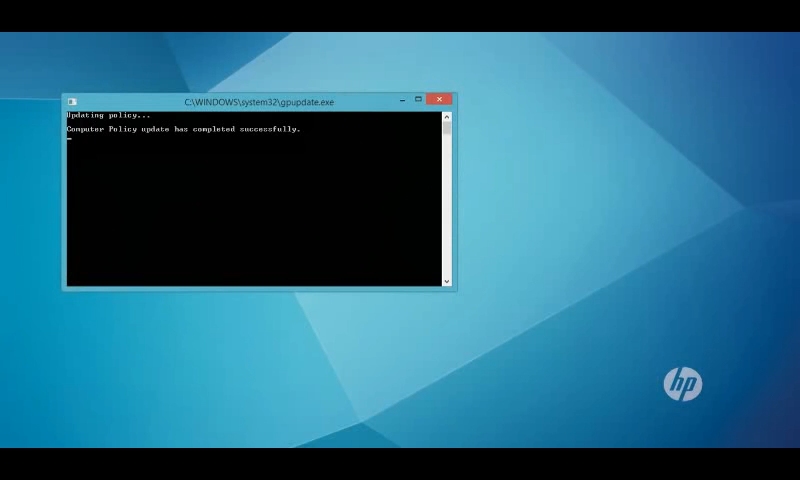 C:\WINDOWS\system32\gpupdate.exe
Updating policy...
Computer Policy update has completed successfully.
hp